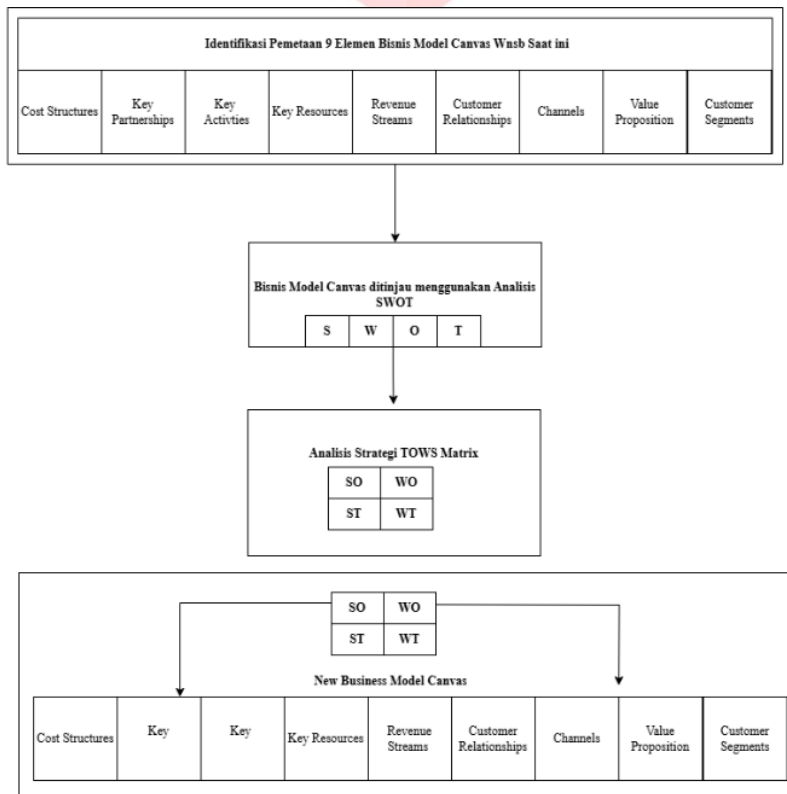 Identifikasi Pemetaan 9 Elemen Bisnis Model Canvas Wnsb Saat ini
Cost Structures
Key
Partnerships
Key
Activties
Key Resources
Revenue
Streams
Customer
Relationships
Channels
Value
Proposition
Customer
Segments
Bisnis Model Canvas ditinjau menggunakan Analisis
SWOT
S W O T
Analisis Strategi TOWS Matrix
SO WO
ST WT
SO WO
ST WT
New Business Model Canvas
Cost Structures
Key
Key
Key Resources
Revenue
Streams
Customer
Relationships
Channels
Value
Proposition
Customer
Segments